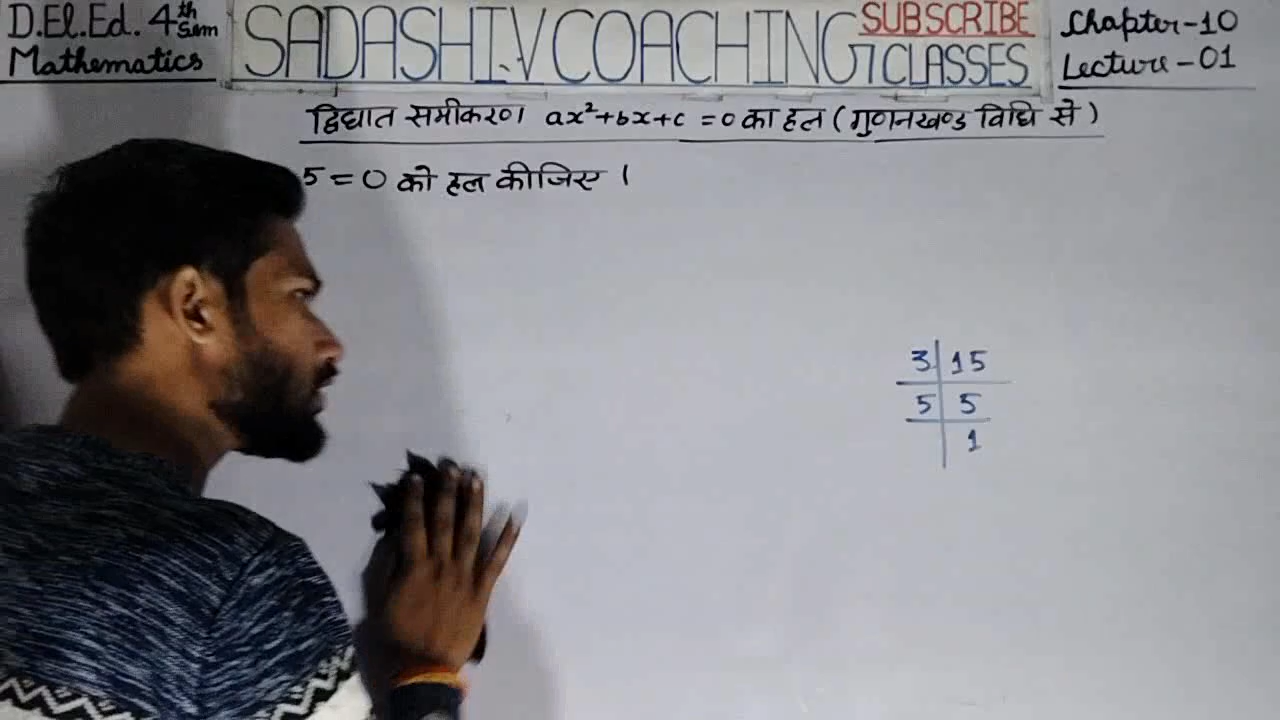 D.El.Ed. 4th Sem
Mathematics
SADASHIV COACHING CLASSES
SUBSCRIBE
Chapter-10
Lecture-01
द्विघात समीकरण ax²+bx+c=0 का हल (गुणनखण्ड विधि से)
5=0 को हल कीजिए।
3 | 15
5 | 5
| 1